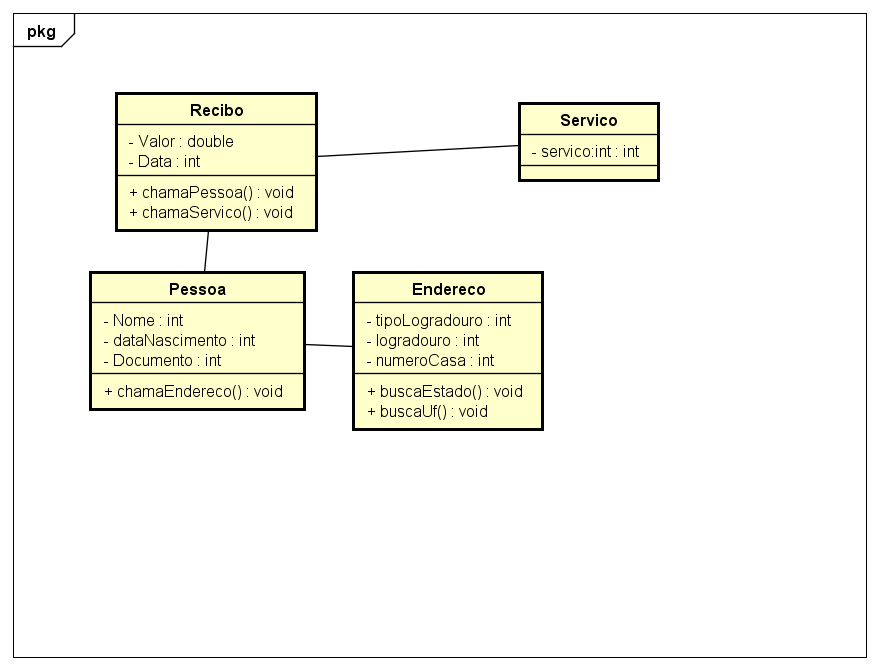 pkg
Recibo
- Valor : double
- Data : int
+ chamaPessoa() : void
+ chamaServico() : void
Servico
- servico:int : int
Pessoa
- Nome : int
- dataNascimento : int
- Documento : int
+ chamaEndereco() : void
Endereco
- tipoLogradouro : int
- logradouro : int
- numeroCasa : int
+ buscaEstado() : void
+ buscaUf() : void